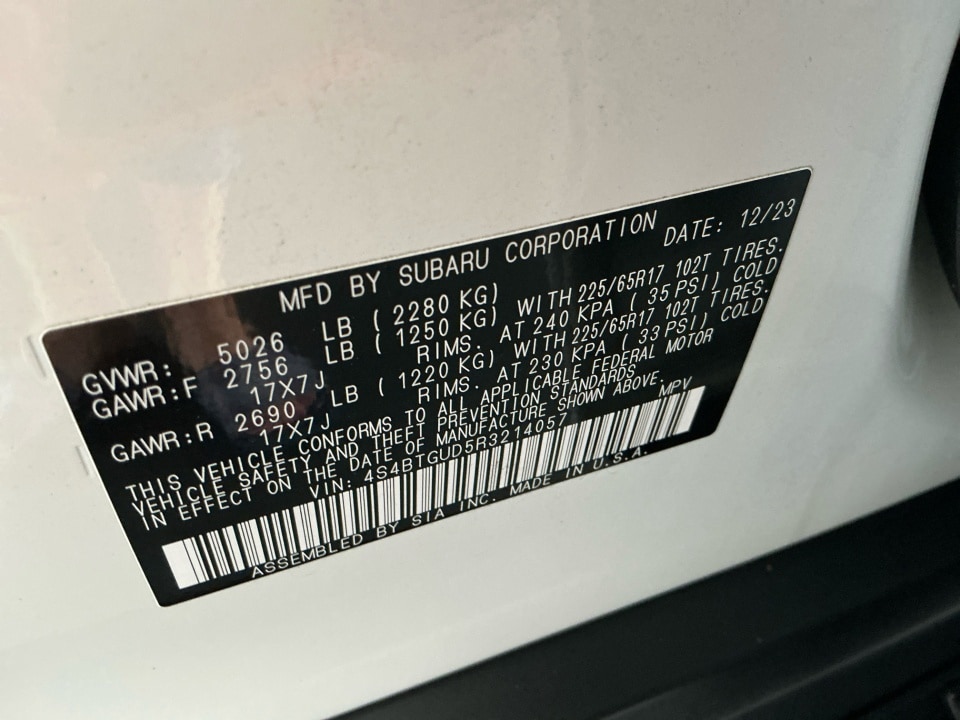 MFD BY SUBARU CORPORATION DATE: 12/23
GVWR: 5026 LB ( 2280 KG)
GAWR:F 2756 LB ( 1250 KG) WITH 225/65R17 102T TIRES.
17X7J RIMS. AT 240 KPA ( 35 PSI) COLD
GAWR:R 2690 LB ( 1220 KG) WITH 225/65R17 102T TIRES.
17X7J RIMS. AT 230 KPA ( 33 PSI) COLD
THIS VEHICLE CONFORMS TO ALL APPLICABLE FEDERAL MOTOR
VEHICLE SAFETY AND THEFT PREVENTION STANDARDS
IN EFFECT ON THE DATE OF MANUFACTURE SHOWN ABOVE.
VIN: 4S4BTGUD5R3214057 MPV
ASSEMBLED BY SIA INC. MADE IN U.S.A.